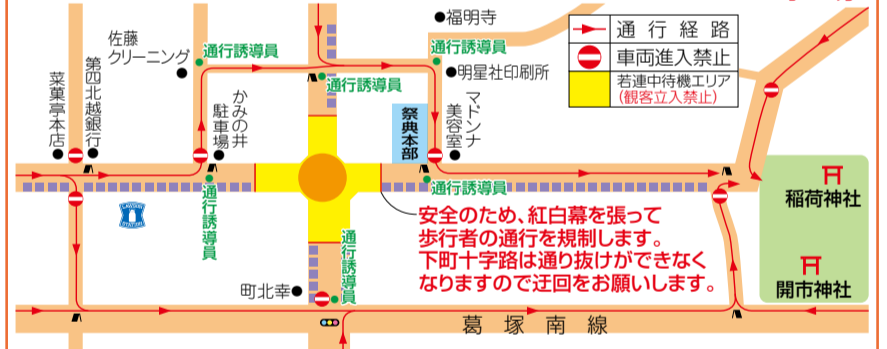 福明寺
佐藤
クリーニング
通行誘導員
通行誘導員
通行誘導員
明星社印刷所
通行経路
車両進入禁止
若連中待機エリア
(観客立入禁止)
菜菓亭本店
第四北越銀行
かみの井
駐車場
祭典本部
マドンナ
美容室
通行誘導員
通行誘導員
稲荷神社
安全のため、紅白幕を張って
歩行者の通行を規制します。
下町十字路は通り抜けができなく
なりますので迂回をお願いします。
通行誘導員
開市神社
町北幸
葛塚南線